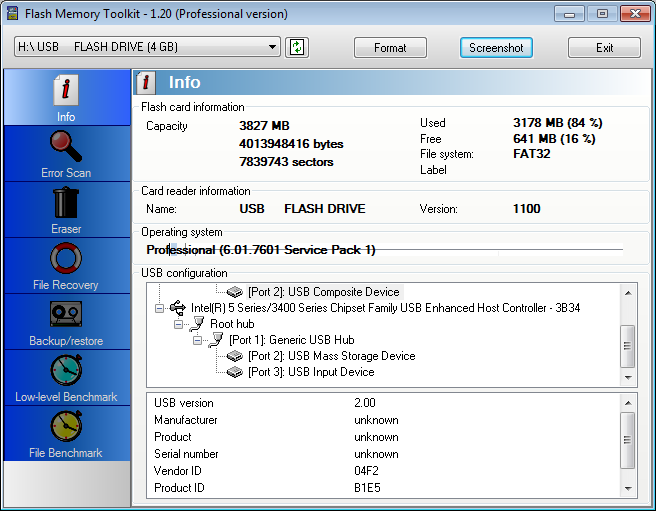 Flash Memory Toolkit - 1.20 (Professional version)
H:\ USB FLASH DRIVE (4 GB)
Format
Screenshot
Exit
Info
Error Scan
Eraser
File Recovery
Backup/restore
Low-level Benchmark
File Benchmark
Info
Flash card information
Capacity 3827 MB
4013948416 bytes
7839743 sectors
Used 3178 MB (84 %)
Free 641 MB (16 %)
File system: FAT32
Label
Card reader information
Name: USB FLASH DRIVE Version: 1100
Operating system
Professional (6.01.7601 Service Pack 1)
USB configuration
[Port 2]: USB Composite Device
Intel(R) 5 Series/3400 Series Chipset Family USB Enhanced Host Controller - 3B34
Root hub
[Port 1]: Generic USB Hub
[Port 2]: USB Mass Storage Device
[Port 3]: USB Input Device
USB version 2.00
Manufacturer unknown
Product unknown
Serial number unknown
Vendor ID 04F2
Product ID B1E5